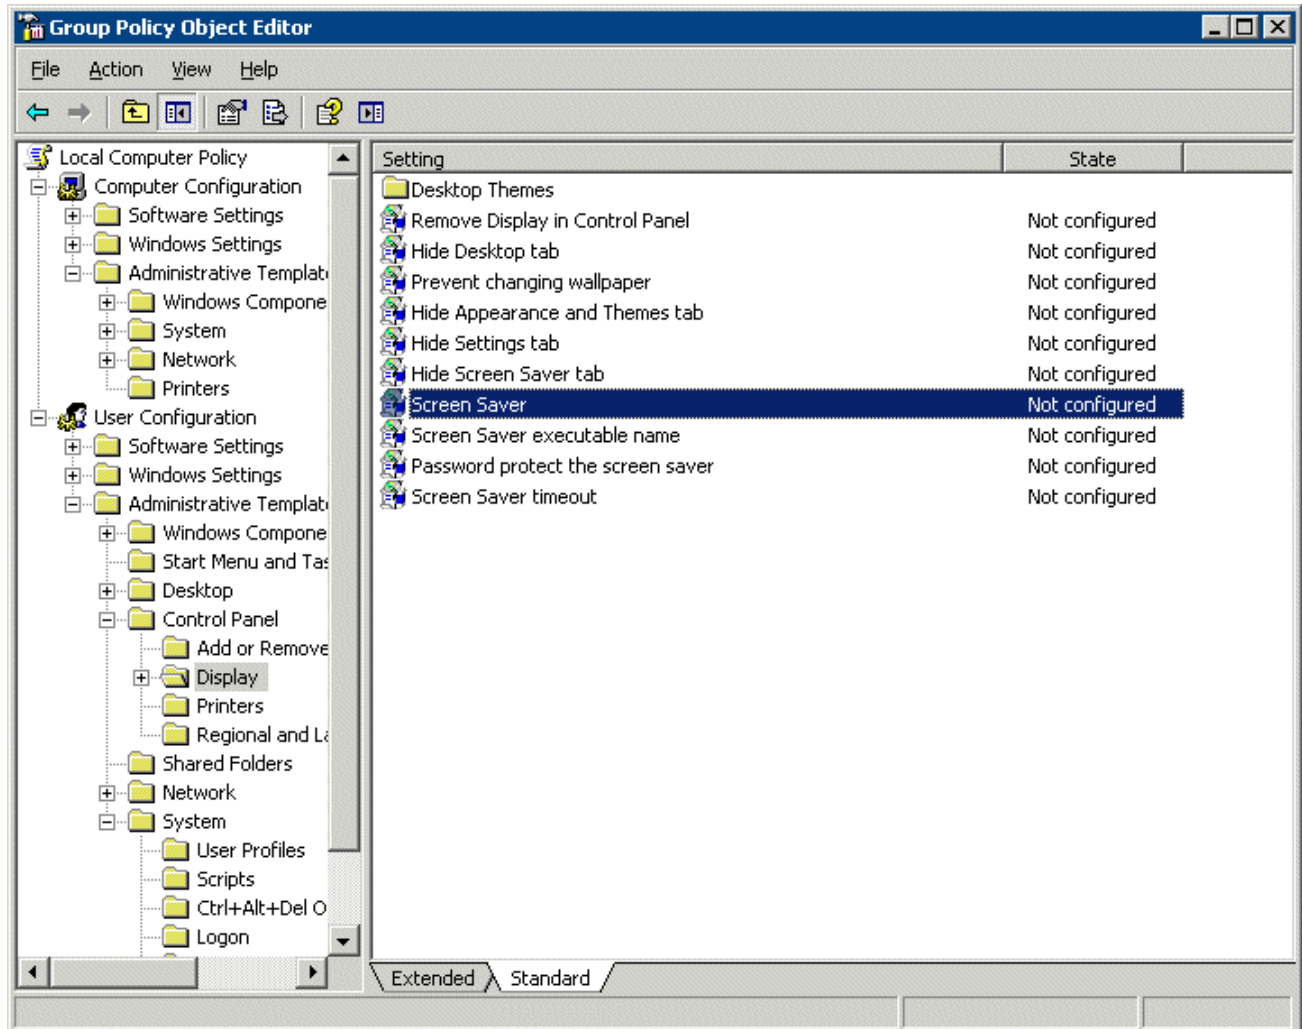 Group Policy Object Editor
File Action View Help
Local Computer Policy
Computer Configuration
Software Settings
Windows Settings
Administrative Templat
Windows Compone
System
Network
Printers
User Configuration
Software Settings
Windows Settings
Administrative Templat
Windows Compone
Start Menu and Tas
Desktop
Control Panel
Add or Remove
Display
Printers
Regional and La
Shared Folders
Network
System
User Profiles
Scripts
Ctrl+Alt+Del O
Logon
Setting State
Desktop Themes
Remove Display in Control Panel Not configured
Hide Desktop tab Not configured
Prevent changing wallpaper Not configured
Hide Appearance and Themes tab Not configured
Hide Settings tab Not configured
Hide Screen Saver tab Not configured
Screen Saver Not configured
Screen Saver executable name Not configured
Password protect the screen saver Not configured
Screen Saver timeout Not configured
Extended Standard